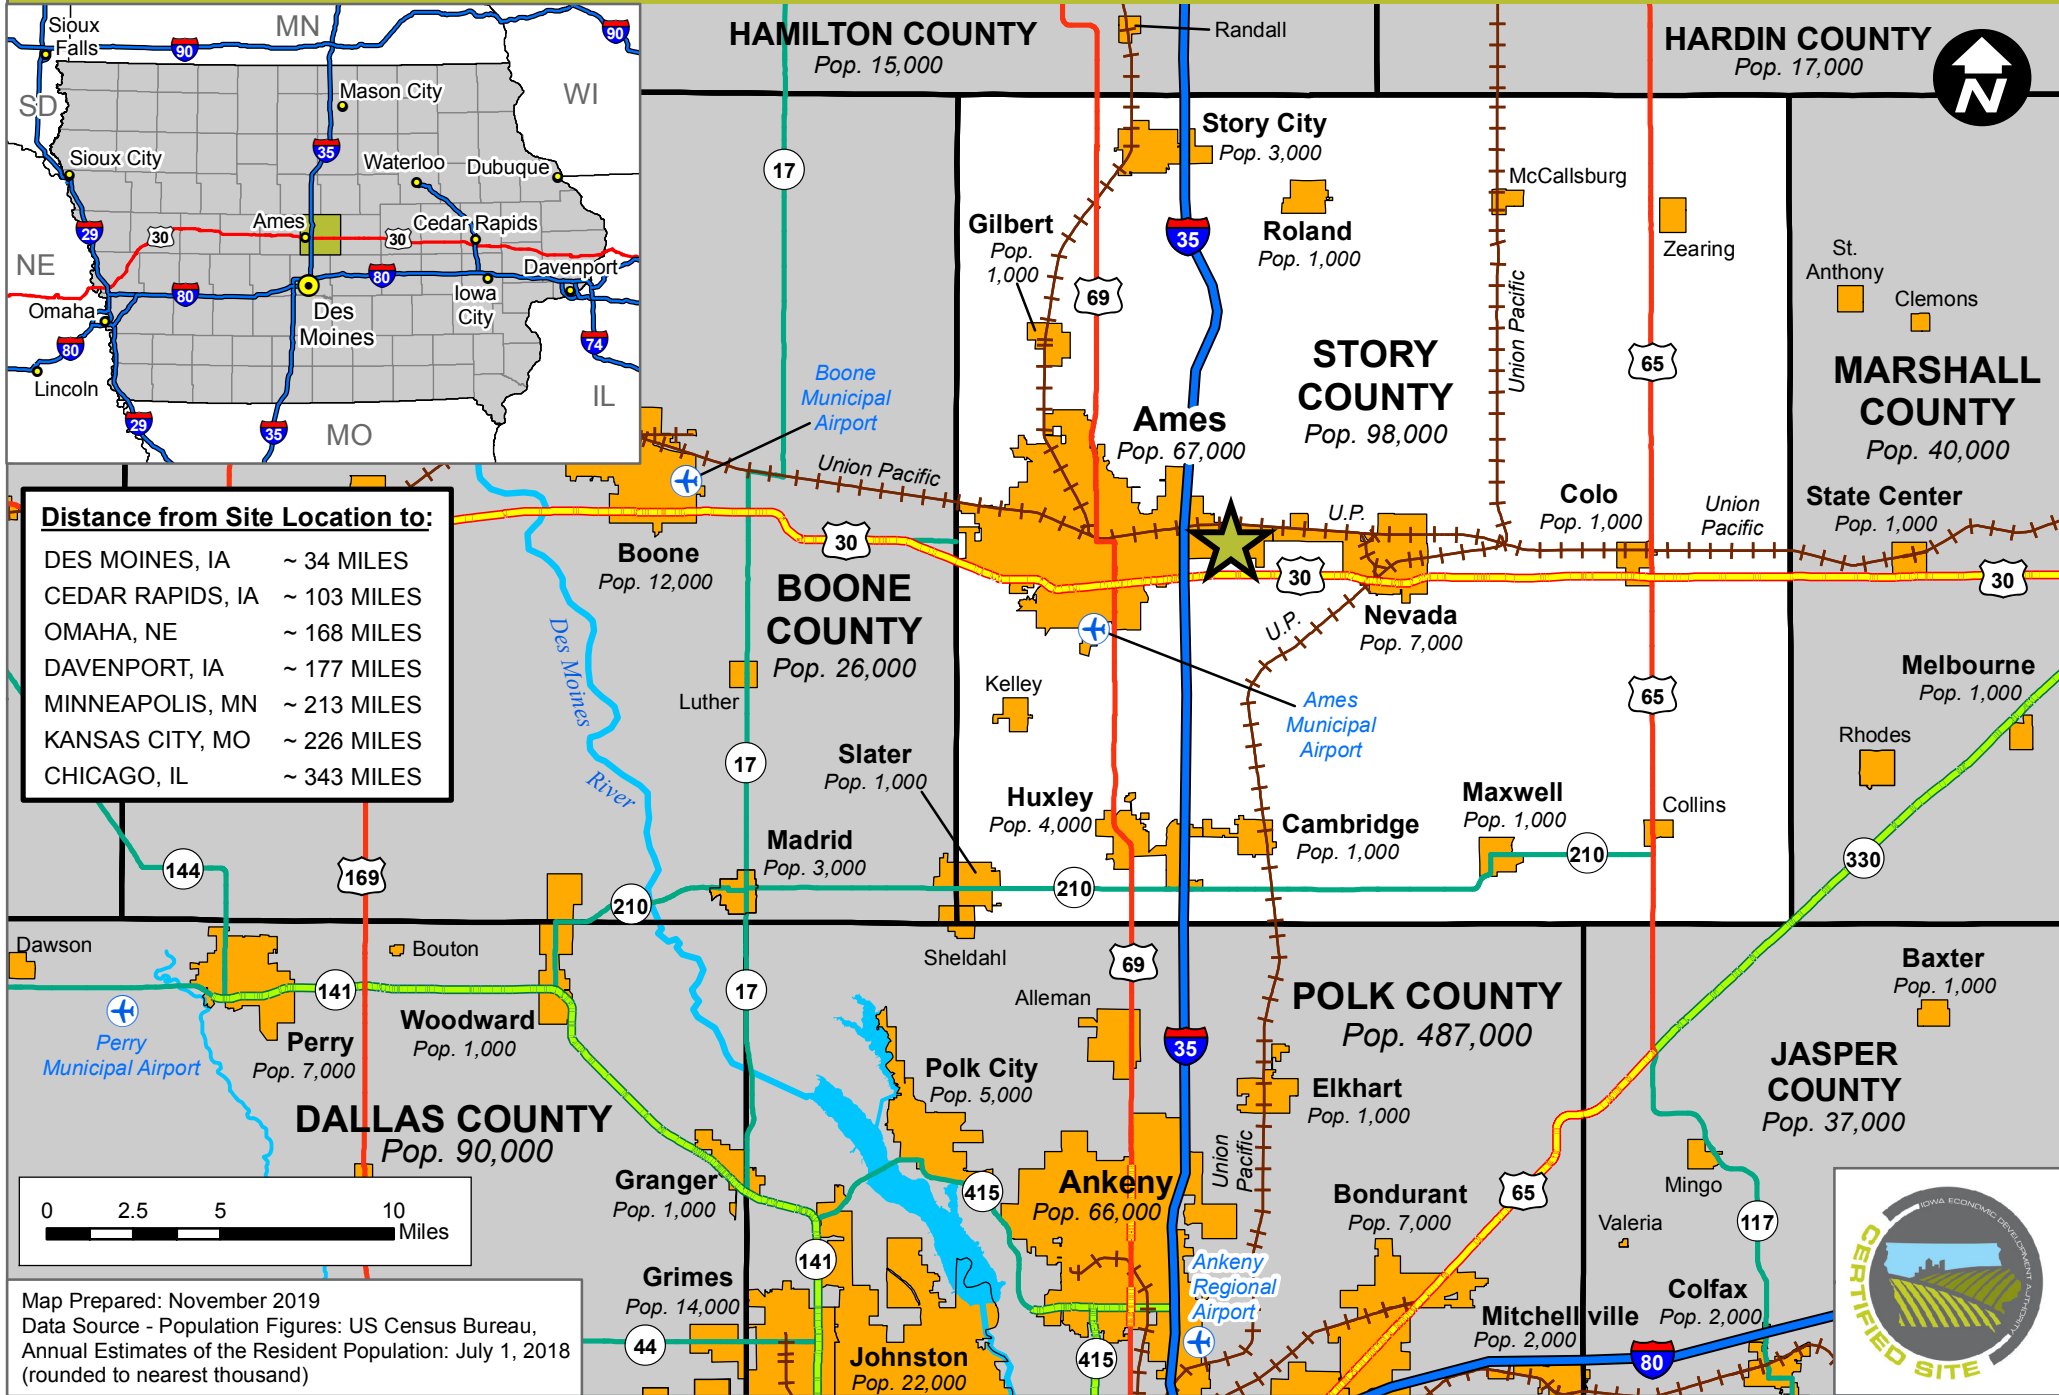 Sioux
Falls
MN
90
90
SD
WI
Mason City
35
Sioux City
Waterloo
Dubuque
29
30
Ames
30
Cedar Rapids
NE
80
80
Davenport
Omaha
Des
Moines
Iowa
City
80
74
Lincoln
29
35
MO
IL
HAMILTON COUNTY
Pop. 15,000
Randall
HARDIN COUNTY
Pop. 17,000
N
17
Story City
Pop. 3,000
McCallsburg
Gilbert
Pop.
1,000
35
Roland
Pop. 1,000
Zearing
St.
Anthony
Clemons
69
Union Pacific
STORY
COUNTY
Pop. 98,000
65
MARSHALL
COUNTY
Pop. 40,000
Boone
Municipal
Airport
Ames
Pop. 67,000
Union Pacific
Colo
Pop. 1,000
Union
Pacific
State Center
Pop. 1,000
U.P.
Distance from Site Location to:
DES MOINES, IA ~ 34 MILES
CEDAR RAPIDS, IA ~ 103 MILES
OMAHA, NE ~ 168 MILES
DAVENPORT, IA ~ 177 MILES
MINNEAPOLIS, MN ~ 213 MILES
KANSAS CITY, MO ~ 226 MILES
CHICAGO, IL ~ 343 MILES
Boone
Pop. 12,000
30
30
30
BOONE
COUNTY
Pop. 26,000
Nevada
Pop. 7,000
U.P.
Des Moines
River
Luther
Kelley
Ames
Municipal
Airport
65
Melbourne
Pop. 1,000
Rhodes
17
Slater
Pop. 1,000
Huxley
Pop. 4,000
Cambridge
Pop. 1,000
Maxwell
Pop. 1,000
Collins
Madrid
Pop. 3,000
144
169
210
210
210
330
Dawson
Bouton
Sheldahl
69
Baxter
Pop. 1,000
141
17
Alleman
POLK COUNTY
Pop. 487,000
Perry
Municipal Airport
Perry
Pop. 7,000
Woodward
Pop. 1,000
35
JASPER
COUNTY
Pop. 37,000
Polk City
Pop. 5,000
Elkhart
Pop. 1,000
DALLAS COUNTY
Pop. 90,000
Union
Pacific
Granger
Pop. 1,000
415
Ankeny
Pop. 66,000
Bondurant
Pop. 7,000
65
Mingo
Valeria
117
0 2.5 5 10
Miles
141
Grimes
Pop. 14,000
Ankeny
Regional
Airport
Mitchellville
Pop. 2,000
Colfax
Pop. 2,000
44
Johnston
Pop. 22,000
415
80
Map Prepared: November 2019
Data Source - Population Figures: US Census Bureau,
Annual Estimates of the Resident Population: July 1, 2018
(rounded to nearest thousand)
IOWA ECONOMIC DEVELOPMENT AUTHORITY
CERTIFIED SITE